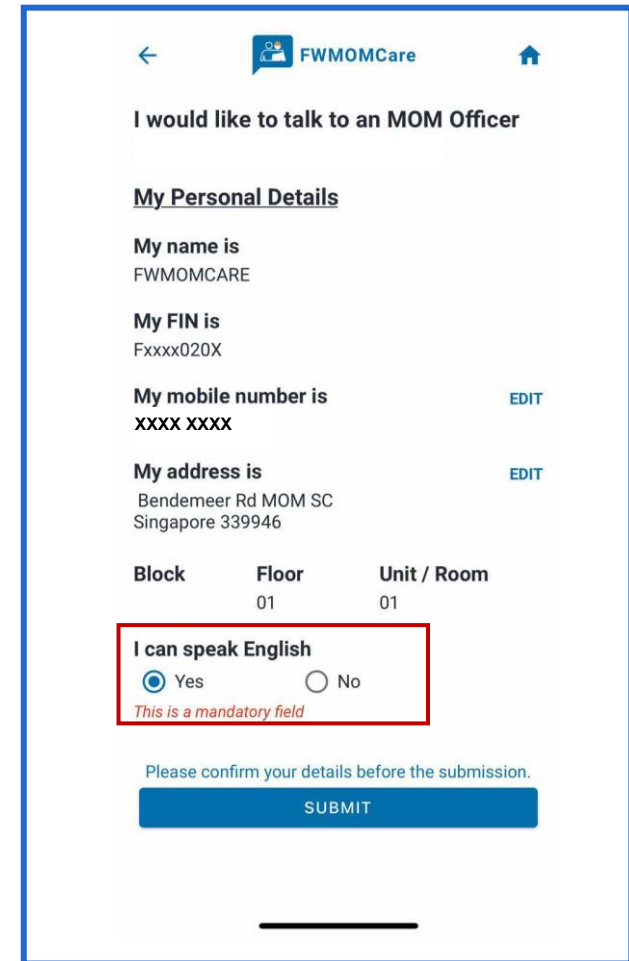 FWMOMCare
I would like to talk to an MOM Officer
My Personal Details
My name is
FWMOMCARE
My FIN is
Fxxxx020X
My mobile number is EDIT
XXXX XXXX
My address is EDIT
Bendemeer Rd MOM SC
Singapore 339946
Block Floor Unit / Room
01 01
I can speak English
Yes No
This is a mandatory field
Please confirm your details before the submission.
SUBMIT